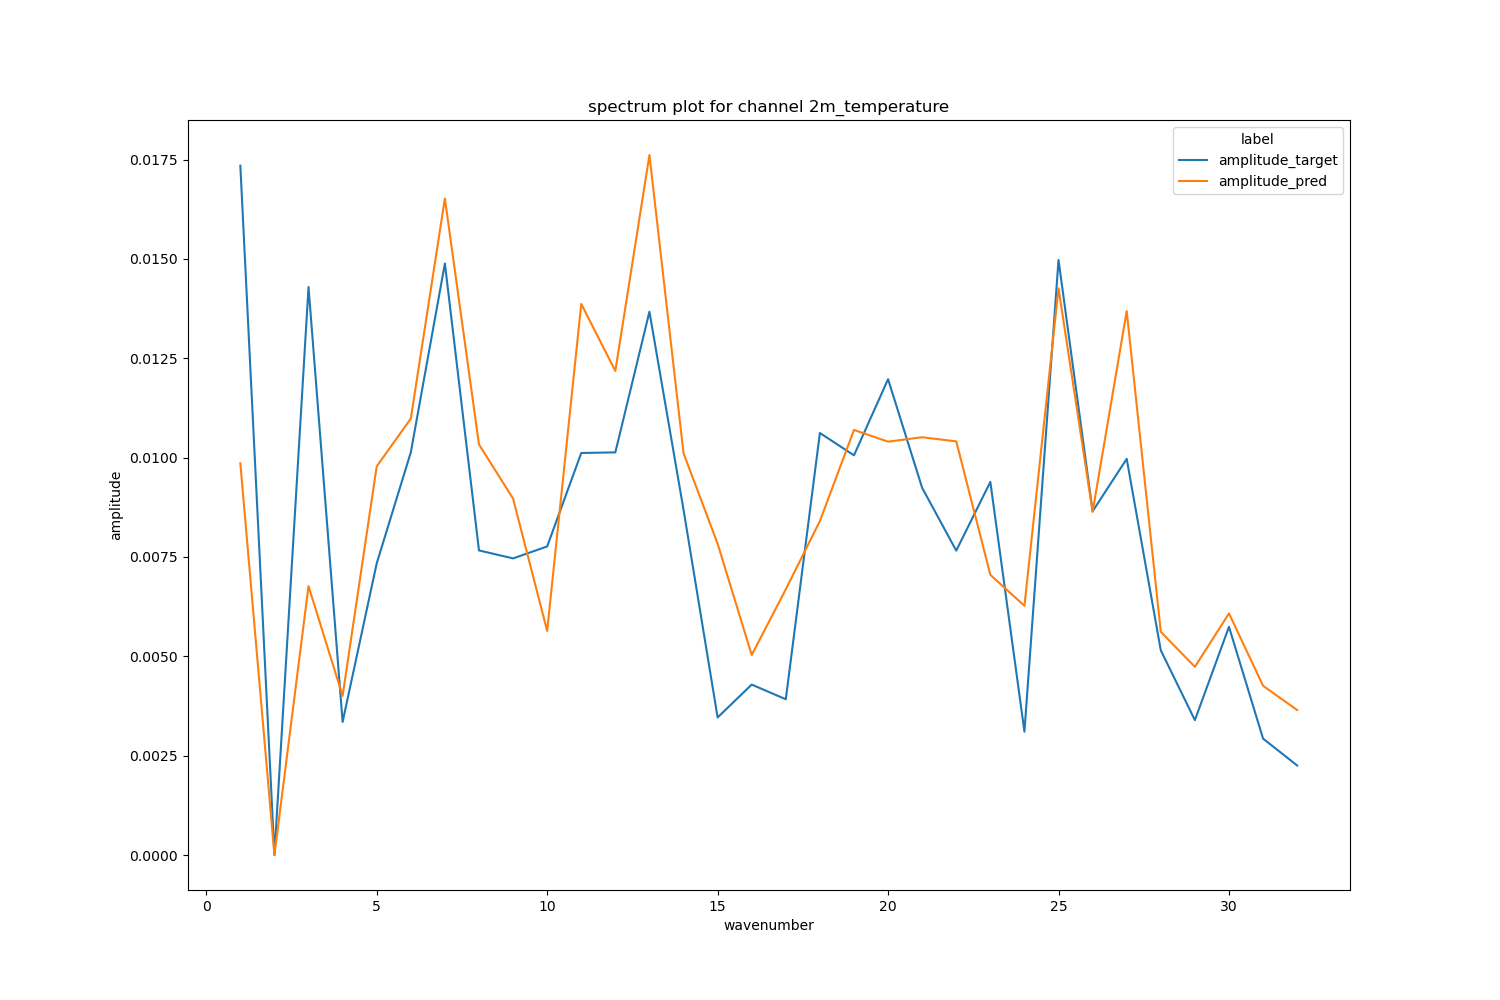 spectrum plot for channel 2m_temperature
label
amplitude_target
amplitude_pred
0.0175
0.0150
0.0125
0.0100
0.0075
0.0050
0.0025
0.0000
amplitude
0 5 10 15 20 25 30
wavenumber